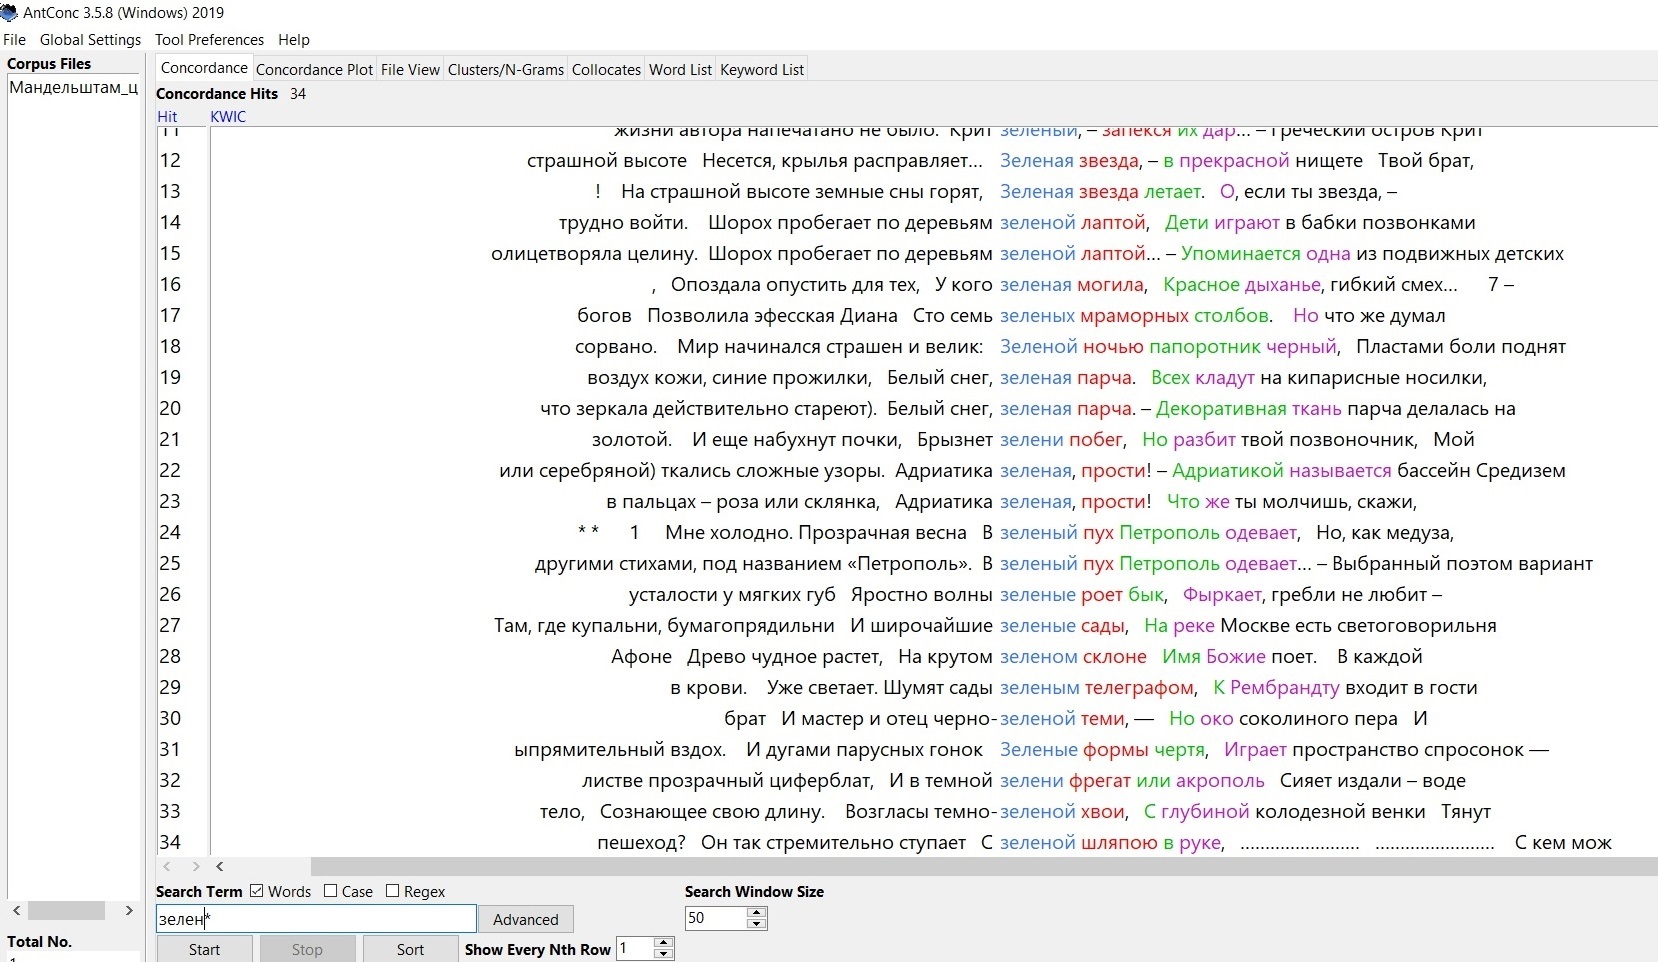 AntConc 3.5.8 (Windows) 2019
File Global Settings Tool Preferences Help
Corpus Files
Мандельштам_ц
Concordance Concordance Plot File View Clusters/N-Grams Collocates Word List Keyword List
Concordance Hits 34
Hit KWIC
11 жизни автора напечатано не было. Крит зеленый, – запекся их дар... – Греческий остров Крит
12 страшной высоте Несется, крылья расправляет... Зеленая звезда, – в прекрасной нищете Твой брат,
13 ! На страшной высоте земные сны горят, Зеленая звезда летает. О, если ты звезда, –
14 трудно войти. Шорох пробегает по деревьям зеленой лаптой, Дети играют в бабки позвонками
15 олицетворяла целину. Шорох пробегает по деревьям зеленой лаптой... – Упоминается одна из подвижных детских
16 , Опоздала опустить для тех, У кого зеленая могила, Красное дыханье, гибкий смех... 7 –
17 богов Позволила эфесская Диана Сто семь зеленых мраморных столбов. Но что же думал
18 сорвано. Мир начинался страшен и велик: Зеленой ночью папоротник черный, Пластами боли поднят
19 воздух кожи, синие прожилки, Белый снег, зеленая парча. Всех кладут на кипарисные носилки,
20 что зеркала действительно стареют). Белый снег, зеленая парча. – Декоративная ткань парча делалась на
21 золотой. И еще набухнут почки, Брызнет зелени побег, Но разбит твой позвоночник, Мой
22 или серебряной) ткались сложные узоры. Адриатика зеленая, прости! – Адриатикой называется бассейн Средизем
23 в пальцах – роза или склянка, Адриатика зеленая, прости! Что же ты молчишь, скажи,
24 * * 1 Мне холодно. Прозрачная весна В зеленый пух Петрополь одевает, Но, как медуза,
25 другими стихами, под названием «Петрополь». В зеленый пух Петрополь одевает... – Выбранный поэтом вариант
26 усталости у мягких губ Яростно волны зеленые роет бык, Фыркает, гребли не любит –
27 Там, где купальни, бумагопрядильни И широчайшие зеленые сады, На реке Москве есть светоговорильня
28 Афоне Древо чудное растет, На крутом зеленом склоне Имя Божие поет. В каждой
29 в крови. Уже светает. Шумят сады зеленым телеграфом, К Рембрандту входит в гости
30 брат И мастер и отец черно-зеленой теми, — Но око соколиного пера И
31 ыпрямительный вздох. И дугами парусных гонок Зеленые формы чертя, Играет пространство спросонок —
32 листве прозрачный циферблат, И в темной зелени фрегат или акрополь Сияет издали – воде
33 тело, Сознающее свою длину. Возгласы темно-зеленой хвои, С глубиной колодезной венки Тянут
34 пешеход? Он так стремительно ступает С зеленой шляпою в руке, ........................ ........................ С кем мож
Search Term Words Case Regex Search Window Size
зелен* Advanced 50
Total No.
Start Stop Sort Show Every Nth Row 1